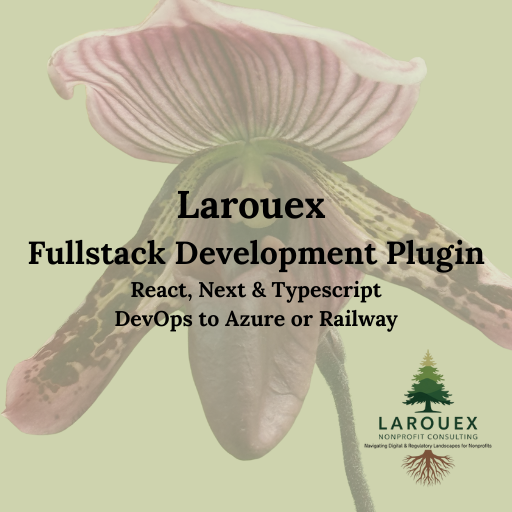 Larouex
Fullstack Development Plugin
React, Next & Typescript
DevOps to Azure or Railway
LAROUEX
NONPROFIT CONSULTING
Navigating Digital & Regulatory Landscapes for Nonprofits